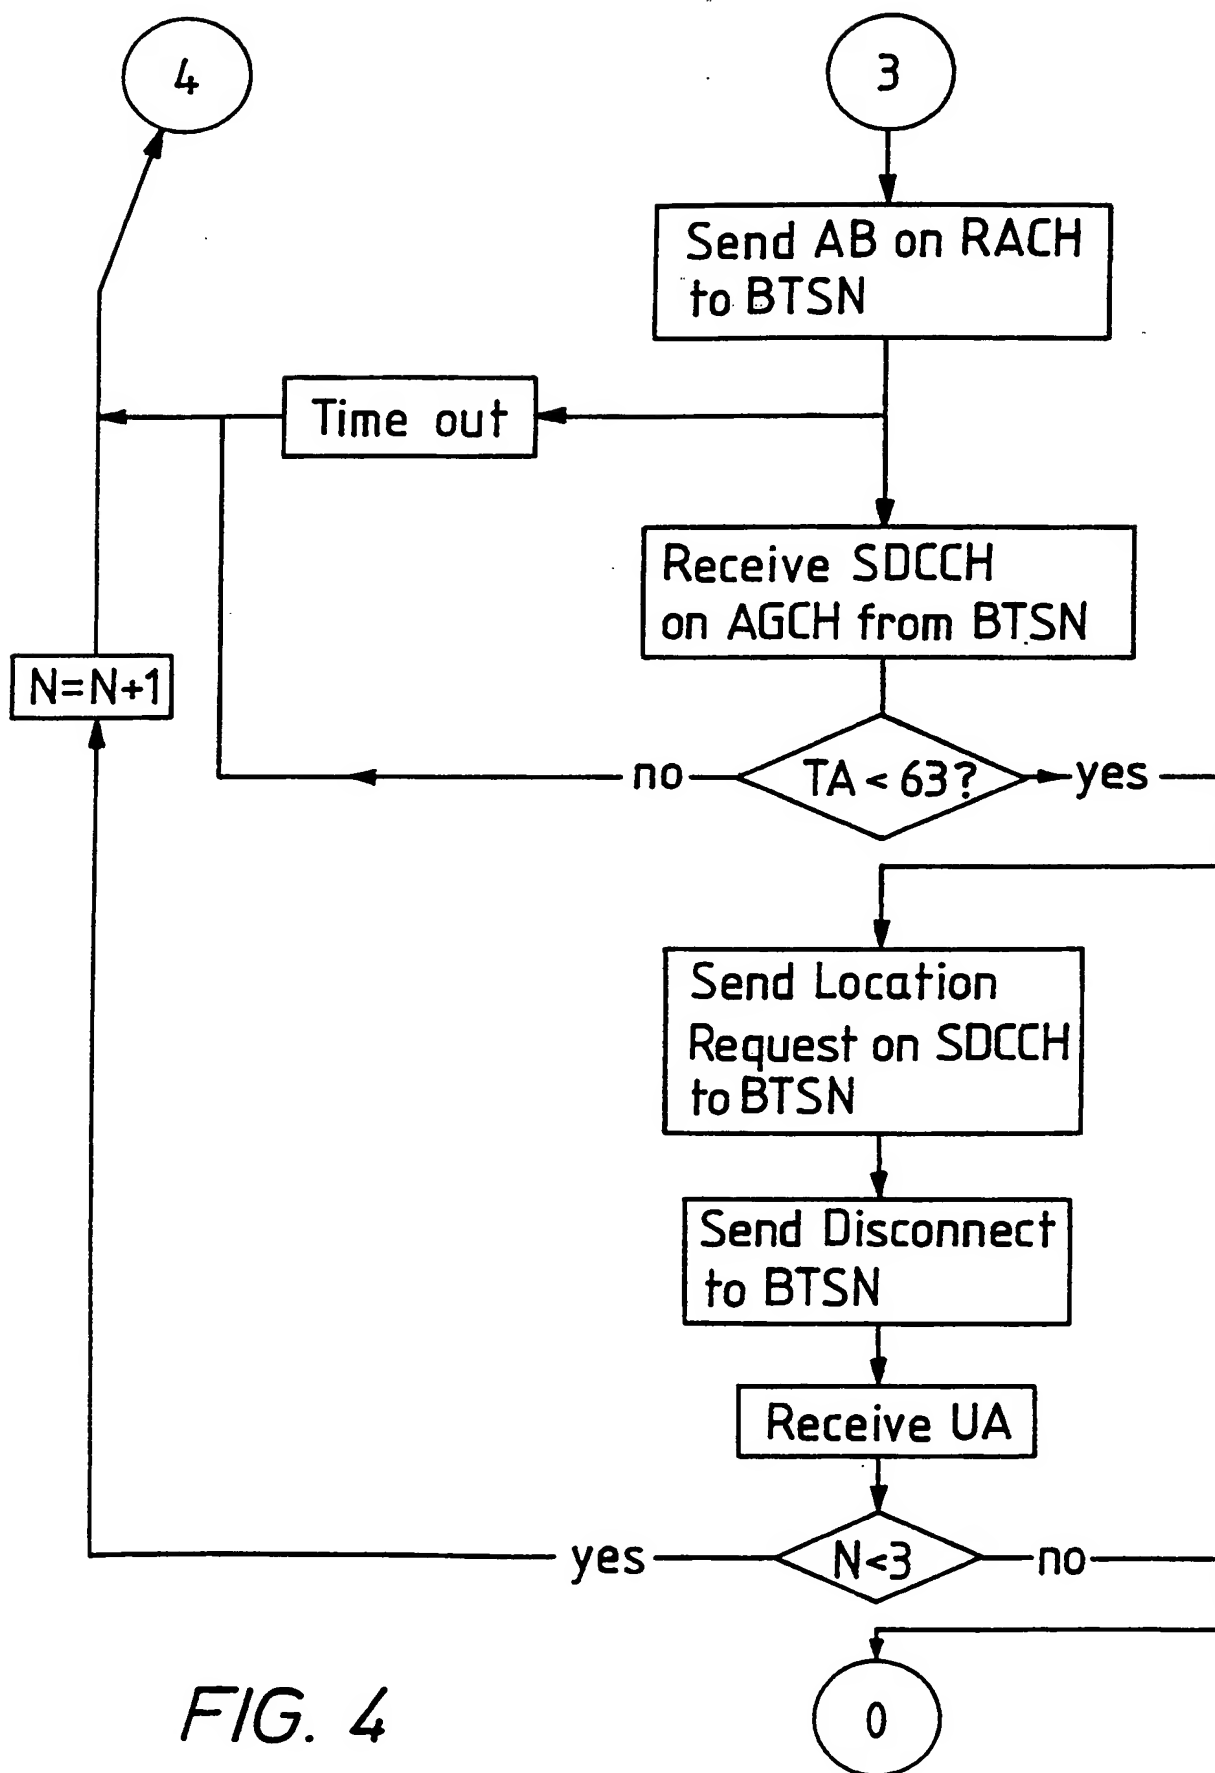 4
3
Send AB on RACH
to BTSN
Time out
Receive SDCCH
on AGCH from BTSN
N=N+1
no
TA < 63?
yes
Send Location
Request on SDCCH
to BTSN
Send Disconnect
to BTSN
Receive UA
yes
N<3
no
FIG. 4
0